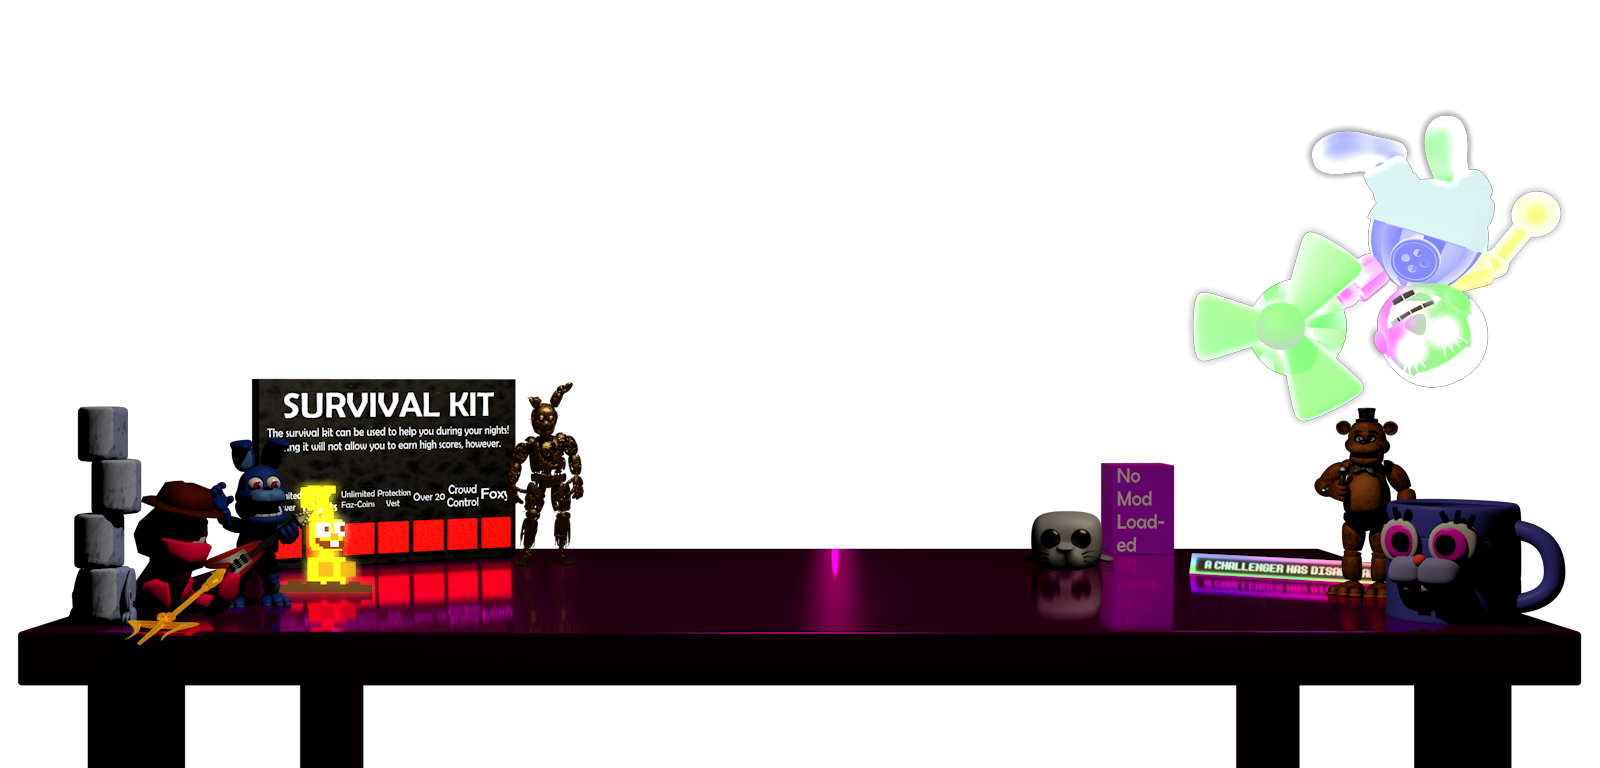 SURVIVAL KIT
The survival kit can be used to help you during your nights!
it will not allow you to earn high scores, however.
Unlimited Faz-Coins
Protection Vest
Over 20
Crowd Control
Foxy
No
Mod
Load-
ed
A CHALLENGER HAS